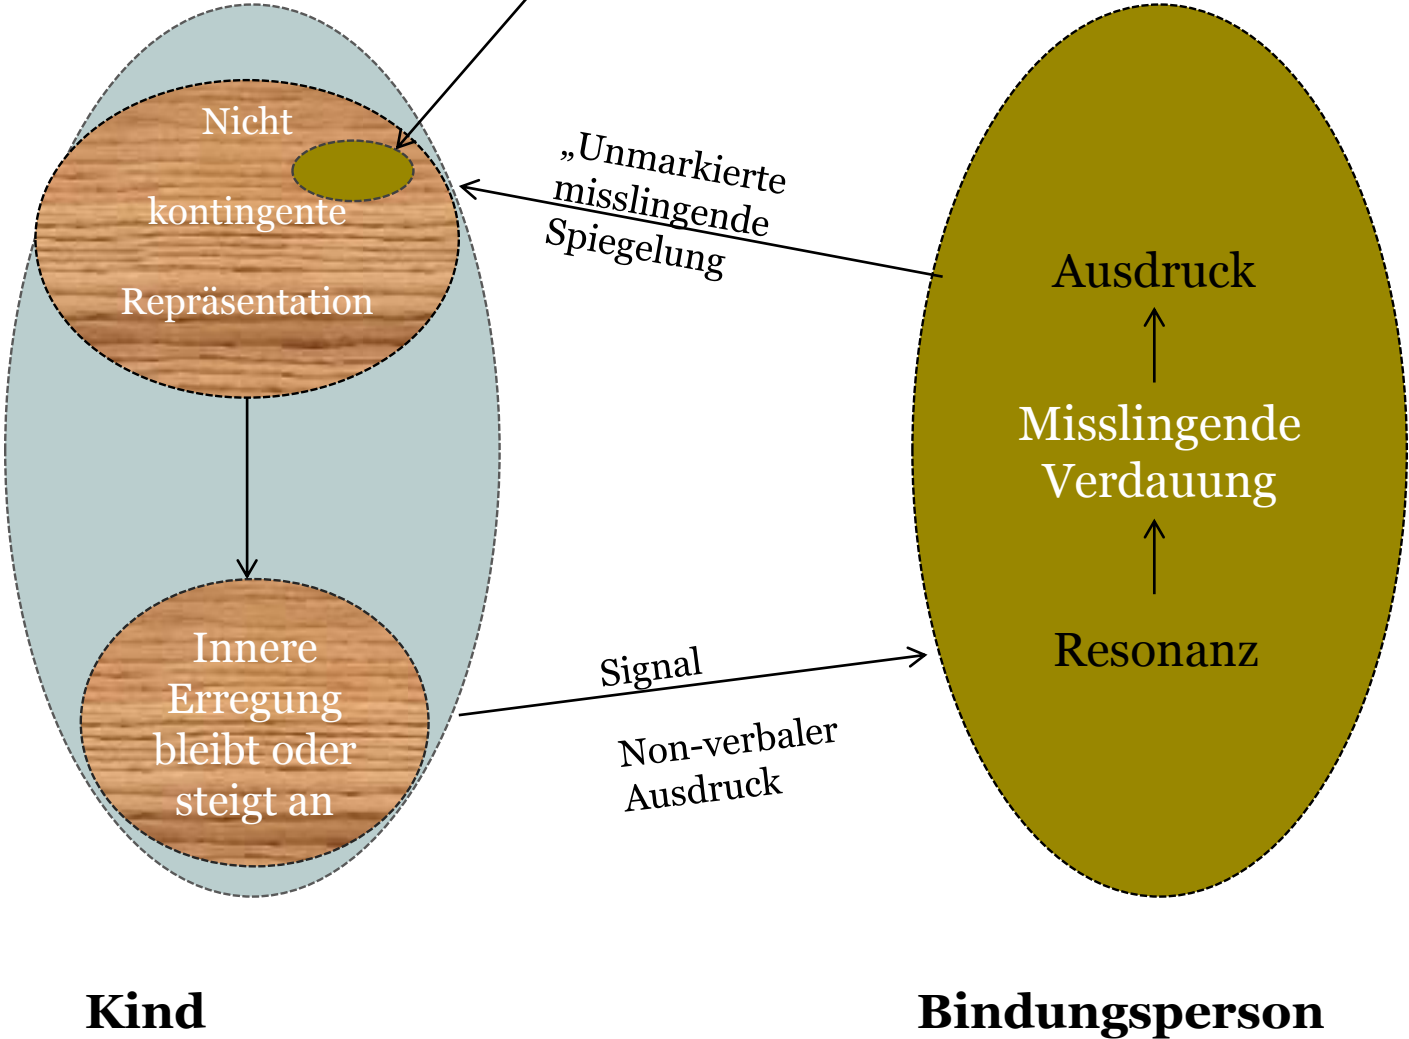 Nicht
kontingente
Repräsentation
„Unmarkierte
misslingende
Spiegelung
Ausdruck
Misslingende
Verdauung
Resonanz
Innere
Erregung
bleibt oder
steigt an
Signal
Non-verbaler
Ausdruck
Kind
Bindungsperson